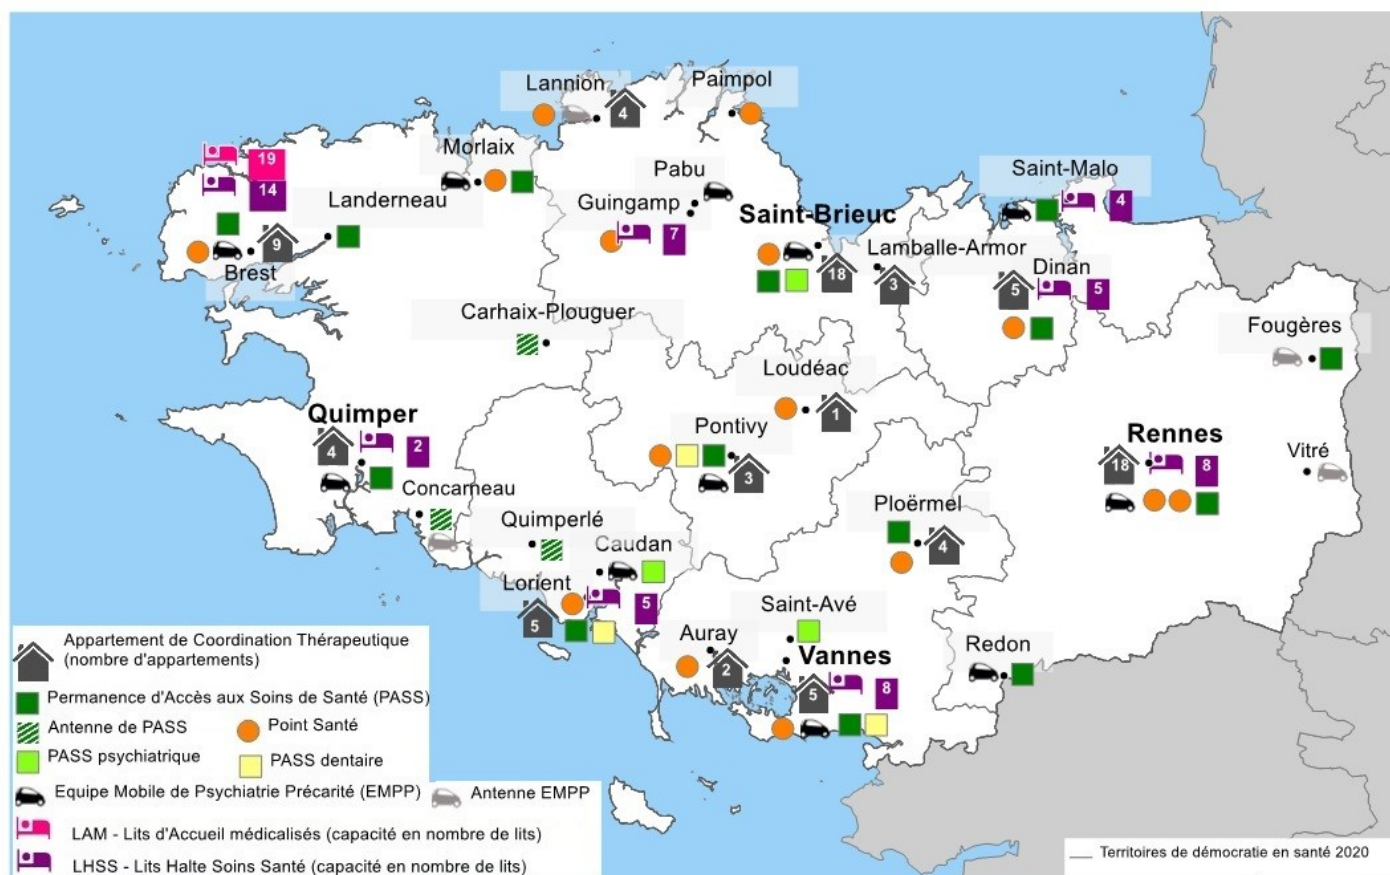 Lannion
Paimpol
4
Morlaix
Saint-Malo
19
14
Pabu
4
Landerneau
Guingamp
Saint-Brieuc
7
Lamballe-Armor
9
Brest
18
3
Dinan
5
5
Carhaix-Plouguer
Fougères
Loudéac
1
Quimper
4
2
Pontivy
3
Rennes
18
8
Vitré
Concarneau
Ploërmel
4
Quimperlé
Caudan
Lorient
5
5
Saint-Avé
Auray
2
Vannes
5
8
Redon
Appartement de Coordination Thérapeutique
(nombre d'appartements)
Permanence d'Accès aux Soins de Santé (PASS)
Antenne de PASS
Point Santé
PASS psychiatrique
PASS dentaire
Equipe Mobile de Psychiatrie Précarité (EMPP)
Antenne EMPP
LAM - Lits d'Accueil médicalisés (capacité en nombre de lits)
LHSS - Lits Halte Soins Santé (capacité en nombre de lits)
Territoires de démocratie en santé 2020